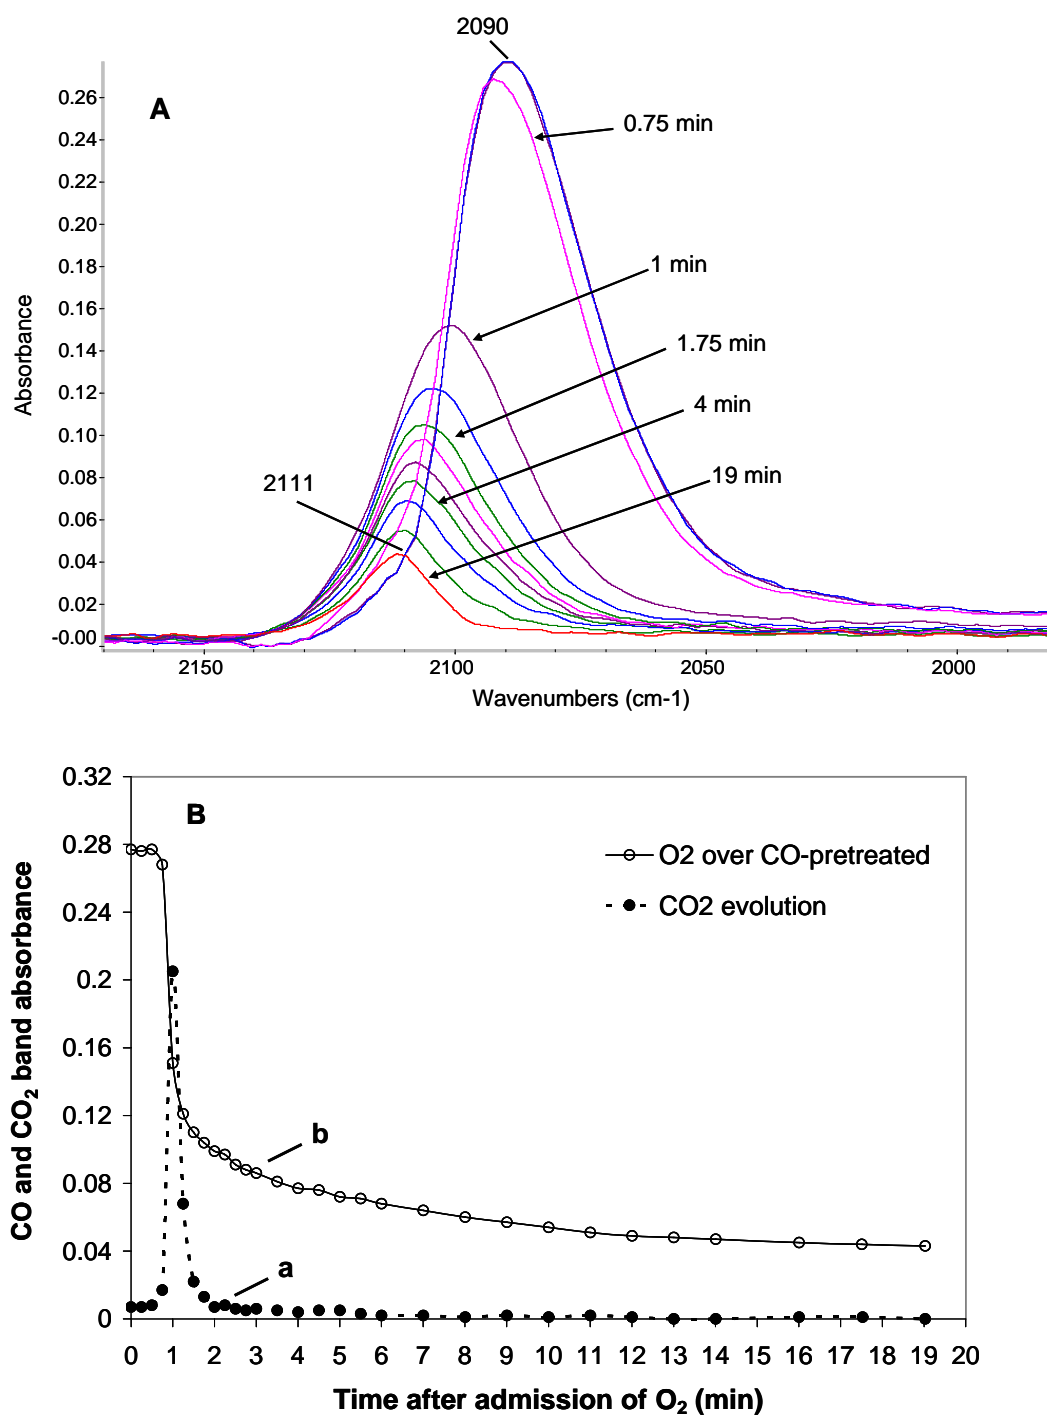 2090
A
0.26
0.24
0.22
0.20
0.18
0.16
0.14
0.12
0.10
0.08
0.06
0.04
0.02
-0.00
Absorbance
0.75 min
1 min
1.75 min
4 min
19 min
2111
2150 2100 2050 2000
Wavenumbers (cm-1)
0.32
0.28
0.24
0.2
0.16
0.12
0.08
0.04
0
CO and CO₂ band absorbance
B
O2 over CO-pretreated
CO2 evolution
b
a
0 1 2 3 4 5 6 7 8 9 10 11 12 13 14 15 16 17 18 19 20
Time after admission of O₂ (min)